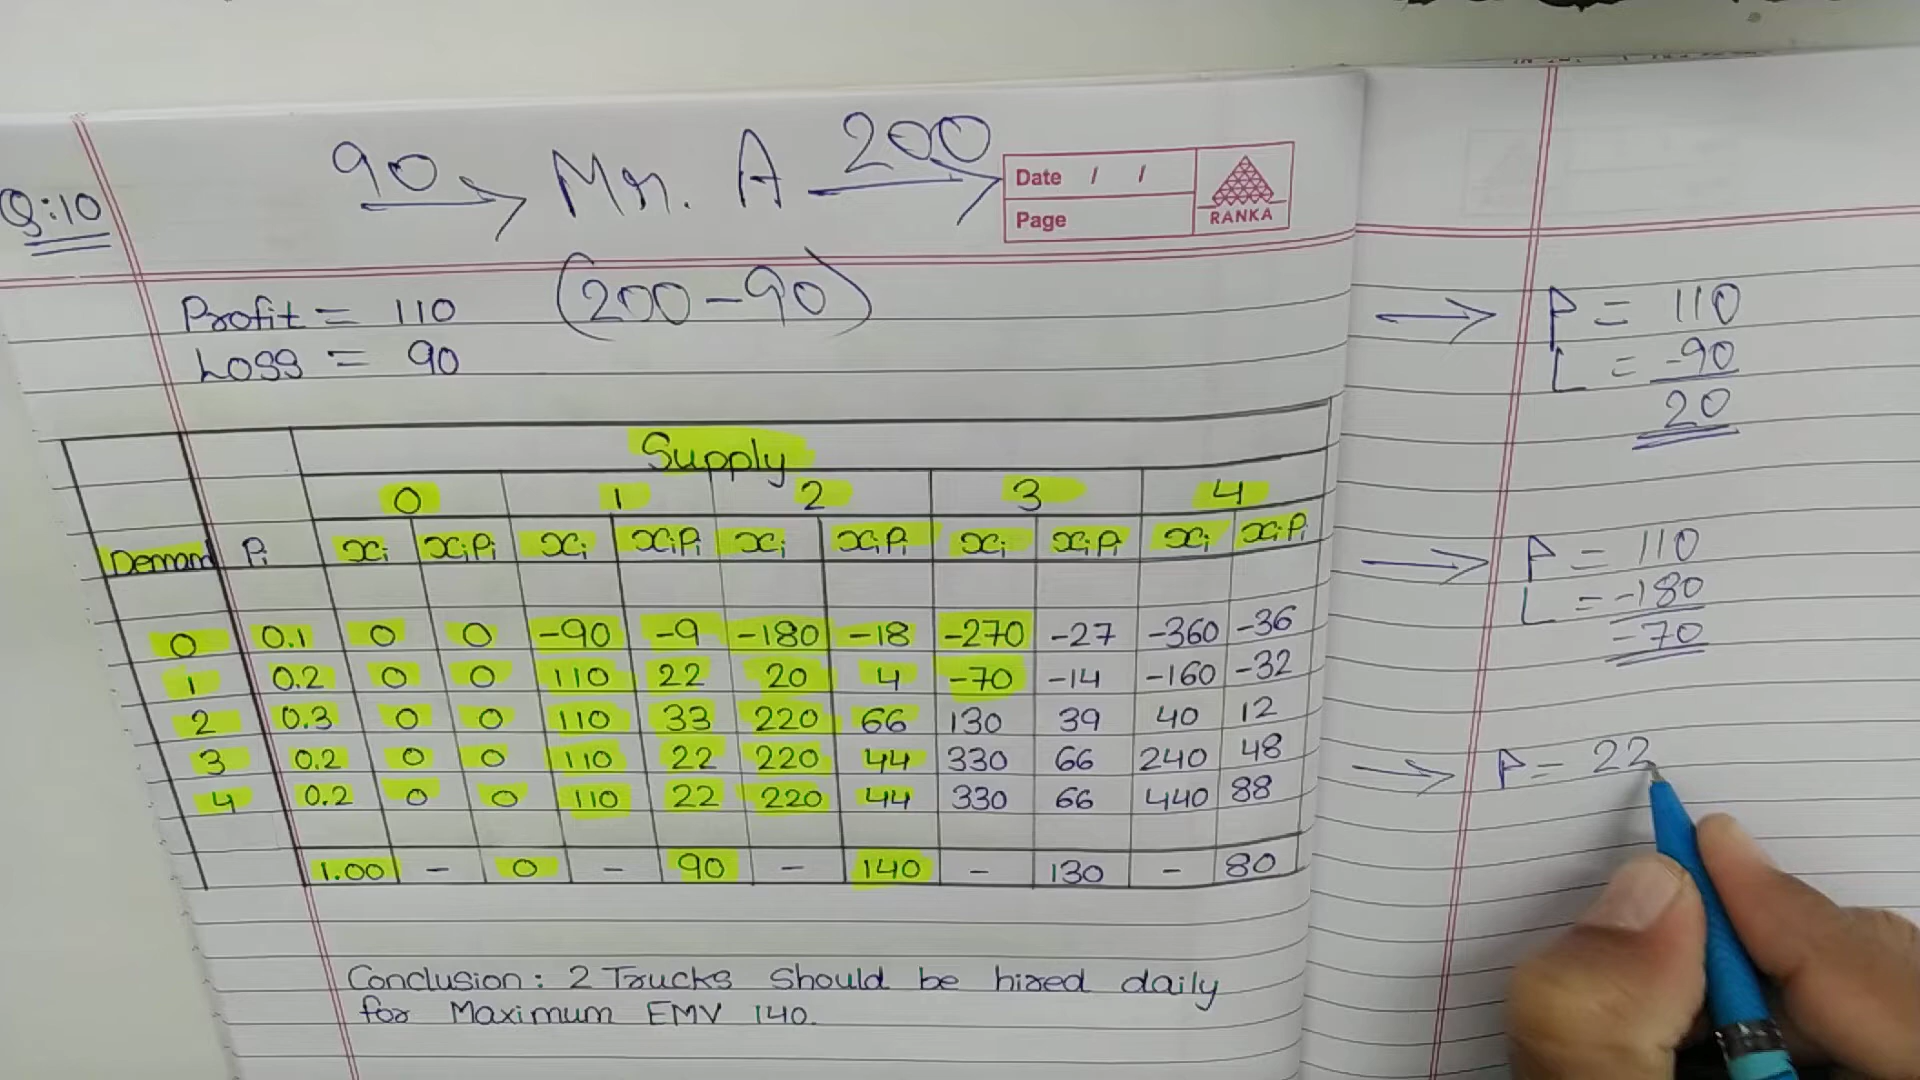 90 Mr. A 200
Date / /
Page
RANKA
Q:10
Profit = 110 (200-90)
Loss = 90
Supply
0 1 2 3 4
Demand Pi xi xiPi xi xiPi xi xiPi xi xiPi xi xiPi
0 0.1 0 0 -90 -9 -180 -18 -270 -27 -360 -36
1 0.2 0 0 110 22 20 4 -70 -14 -160 -32
2 0.3 0 0 110 33 220 66 130 39 40 12
3 0.2 0 0 110 22 220 44 330 66 240 48
4 0.2 0 0 110 22 220 44 330 66 440 88
1.00 - 0 - 90 - 140 - 130 - 80
Conclusion: 2 Trucks should be hired daily
for Maximum EMV 140.
P = 110
L = -90
20
P = 110
L = -180
= -70
P = 22